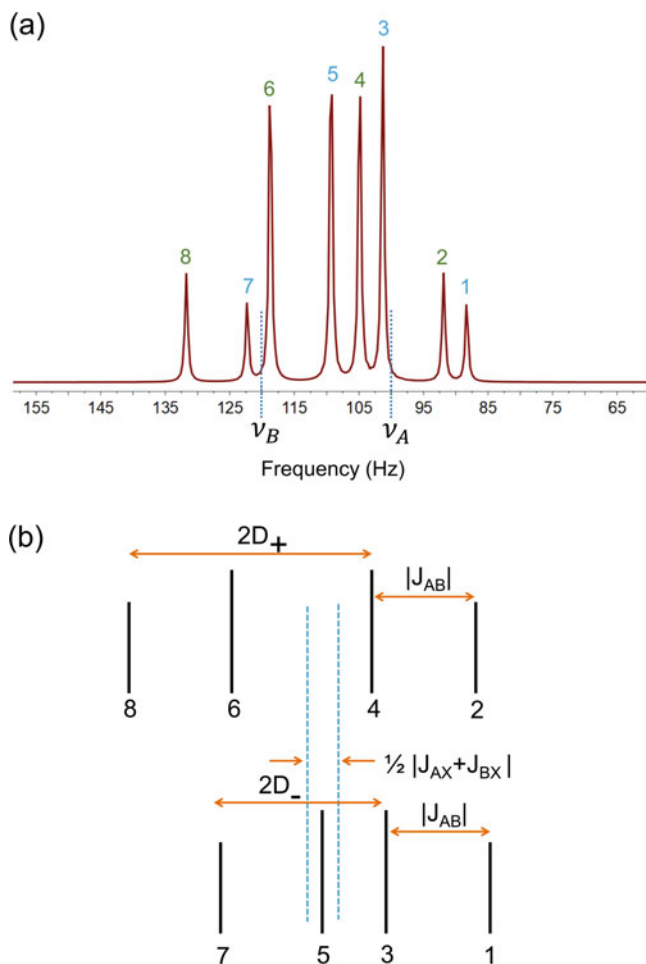 (a)
3
6
5
4
8
7
2
1
155 145 135 125 115 105 95 85 75 65
ν_B ν_A
Frequency (Hz)
(b)
2D₊
|J_AB|
8 6 4 2
½ |J_AX+J_BX|
2D₋
|J_AB|
7 5 3 1